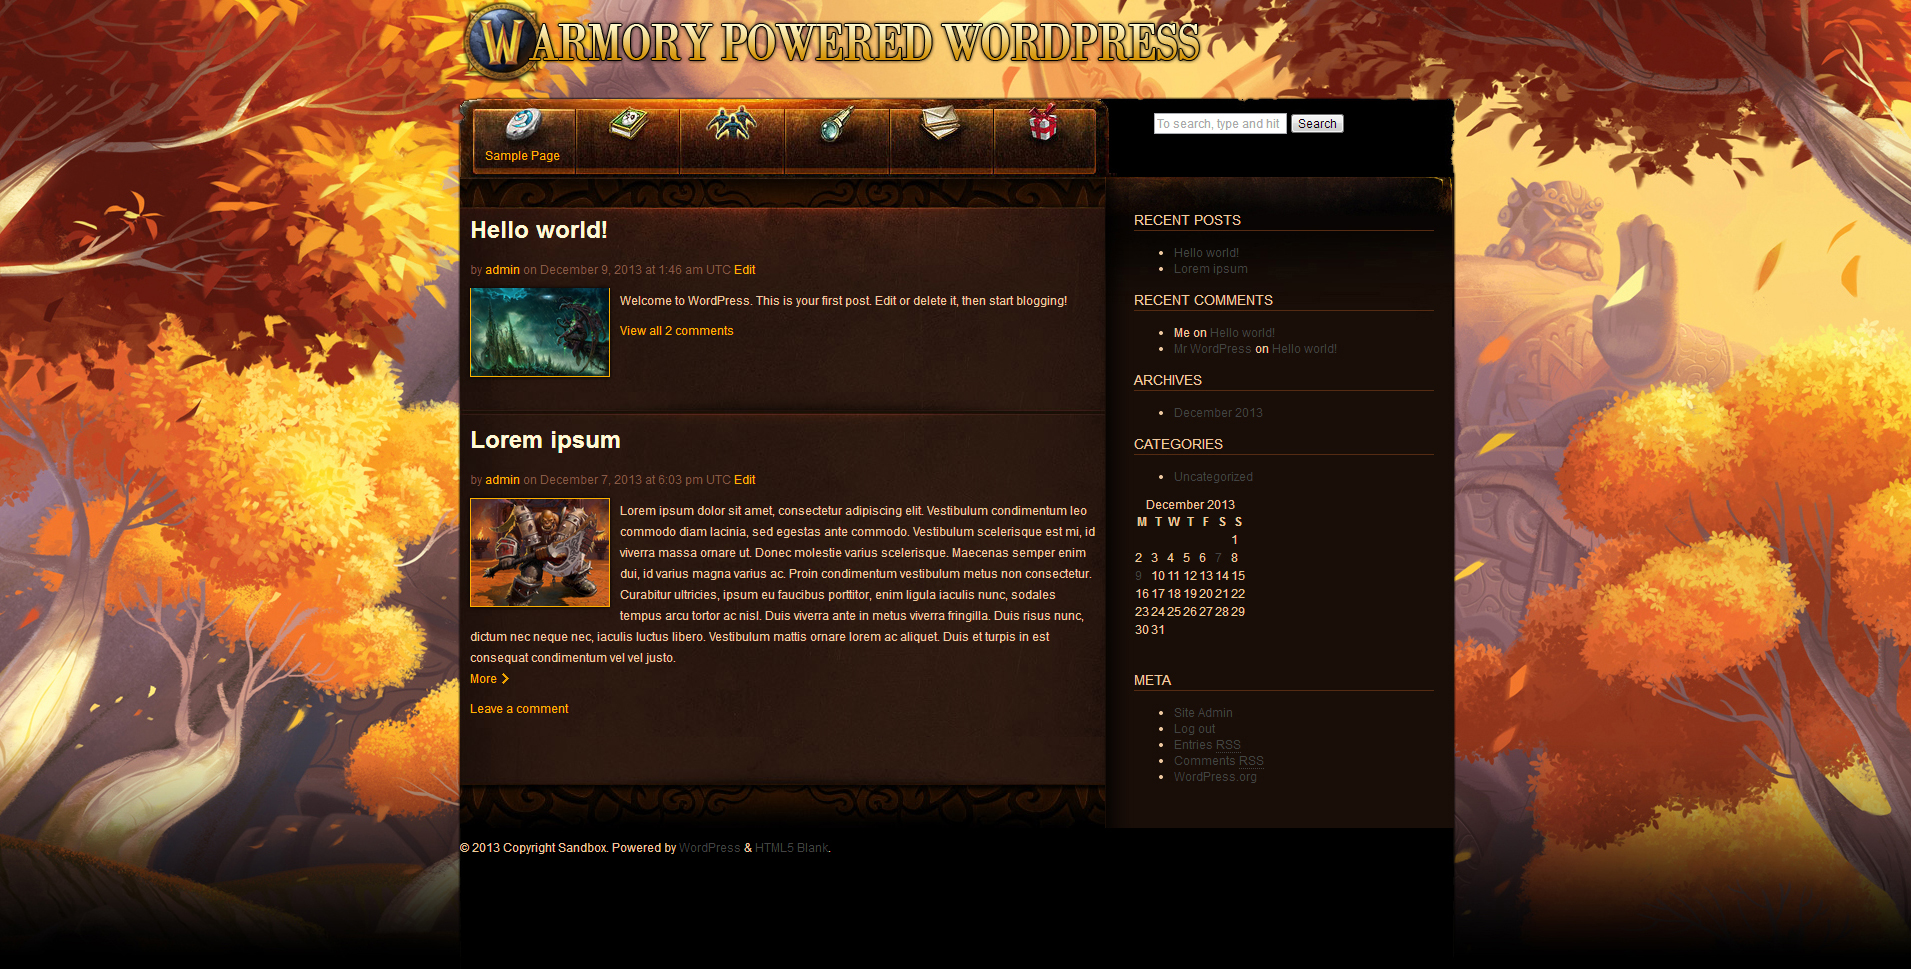 WARMORY POWERED WORDPRESS
Sample Page
To search, type and hit
Search
Hello world!
by admin on December 9, 2013 at 1:46 am UTC Edit
Welcome to WordPress. This is your first post. Edit or delete it, then start blogging!
View all 2 comments
Lorem ipsum
by admin on December 7, 2013 at 6:03 pm UTC Edit
Lorem ipsum dolor sit amet, consectetur adipiscing elit. Vestibulum condimentum leo
commodo diam lacinia, sed egestas ante commodo. Vestibulum scelerisque est mi, id
viverra massa ornare ut. Donec molestie varius scelerisque. Maecenas semper enim
dui, id varius magna varius ac. Proin condimentum vestibulum metus non consectetur.
Curabitur ultricies, ipsum eu faucibus porttitor, enim ligula iaculis nunc, sodales
tempus arcu tortor ac nisl. Duis viverra ante in metus viverra fringilla. Duis risus nunc,
dictum nec neque nec, iaculis luctus libero. Vestibulum mattis ornare lorem ac aliquet. Duis et turpis in est
consequat condimentum vel vel justo.
More
Leave a comment
RECENT POSTS
Hello world!
Lorem ipsum
RECENT COMMENTS
Me on Hello world!
Mr WordPress on Hello world!
ARCHIVES
December 2013
CATEGORIES
Uncategorized
December 2013
M T W T F S S
1
2 3 4 5 6 7 8
9 10 11 12 13 14 15
16 17 18 19 20 21 22
23 24 25 26 27 28 29
30 31
META
Site Admin
Log out
Entries RSS
Comments RSS
WordPress.org
© 2013 Copyright Sandbox. Powered by WordPress & HTML5 Blank.